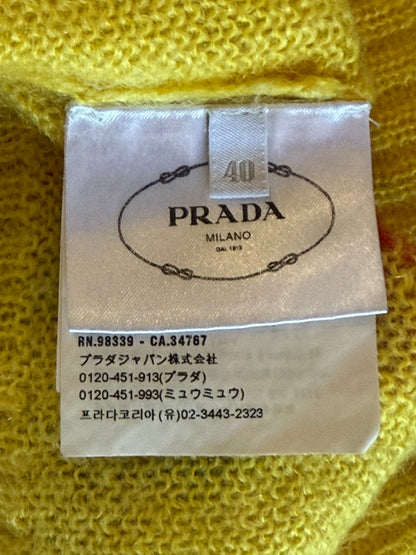 40
PRADA
MILANO
DAL 1913
RN.98339 - CA.34767
プラダジャパン株式会社
0120-451-913(プラダ)
0120-451-993(ミュウミュウ)
프라다코리아 (유)02-3443-2323